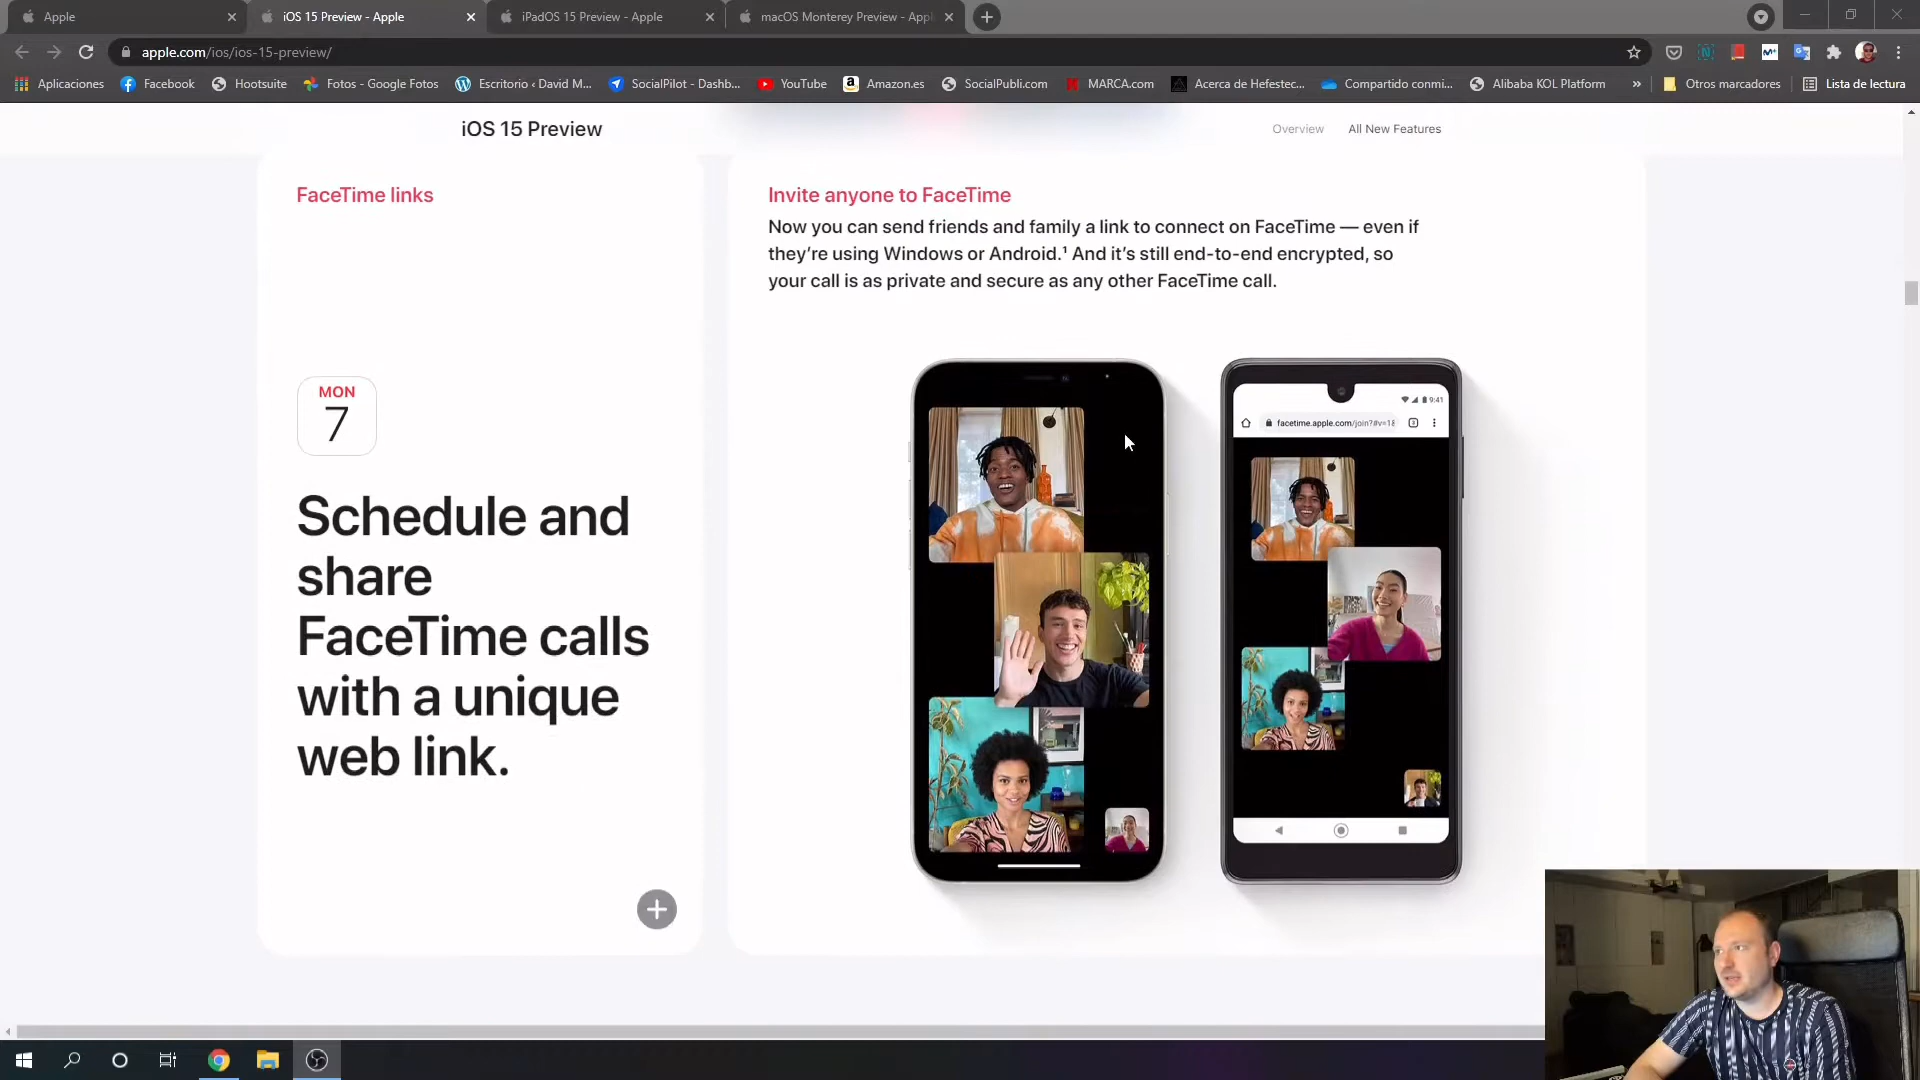 Apple
iOS 15 Preview - Apple
iPadOS 15 Preview - Apple
macOS Monterey Preview - Appl
apple.com/ios/ios-15-preview/
Aplicaciones
Facebook
Hootsuite
Fotos - Google Fotos
Escritorio ‹ David M...
SocialPilot - Dashb...
YouTube
Amazon.es
SocialPubli.com
MARCA.com
Acerca de Hefestec...
Compartido conmi...
Alibaba KOL Platform
»
Otros marcadores
Lista de lectura
iOS 15 Preview
Overview
All New Features
FaceTime links
MON
7
Schedule and
share
FaceTime calls
with a unique
web link.
Invite anyone to FaceTime
Now you can send friends and family a link to connect on FaceTime — even if
they’re using Windows or Android.¹ And it’s still end-to-end encrypted, so
your call is as private and secure as any other FaceTime call.
9:41
facetime.apple.com/join?#v=1&